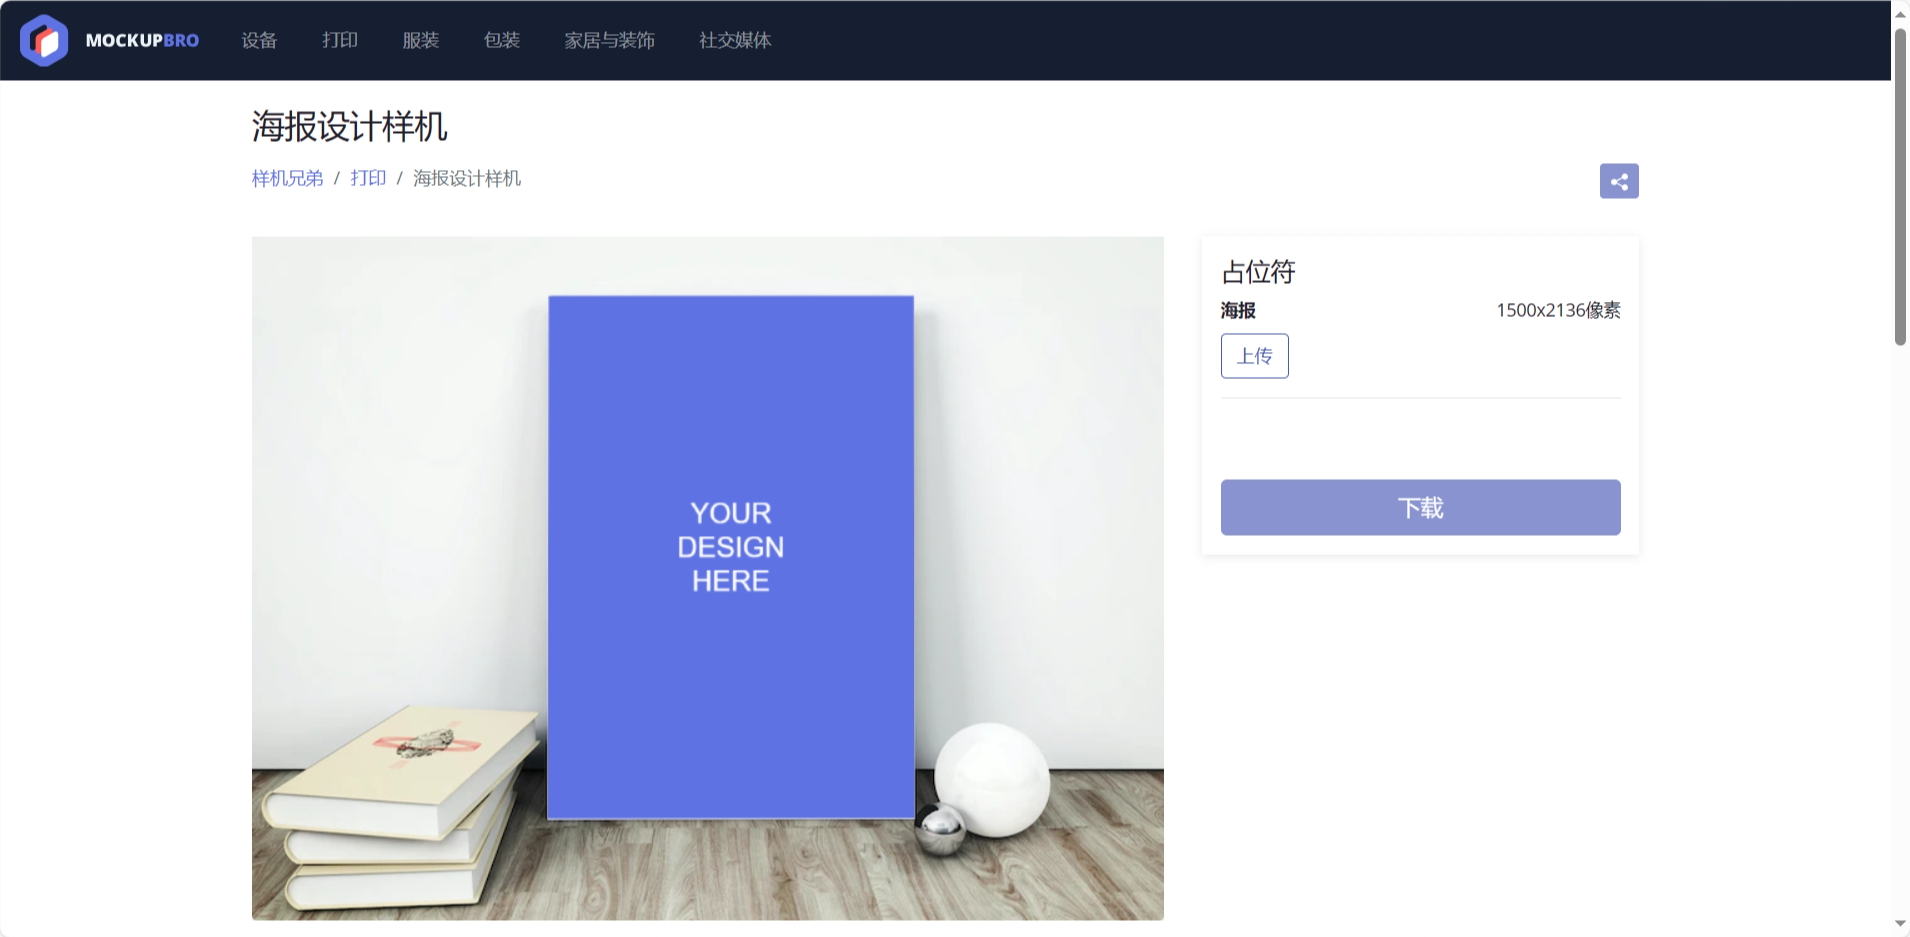 MOCKUPBRO
设备
打印
服装
包装
家居与装饰
社交媒体
海报设计样机
样机兄弟 / 打印 / 海报设计样机
YOUR
DESIGN
HERE
占位符
海报
1500x2136像素
上传
下载